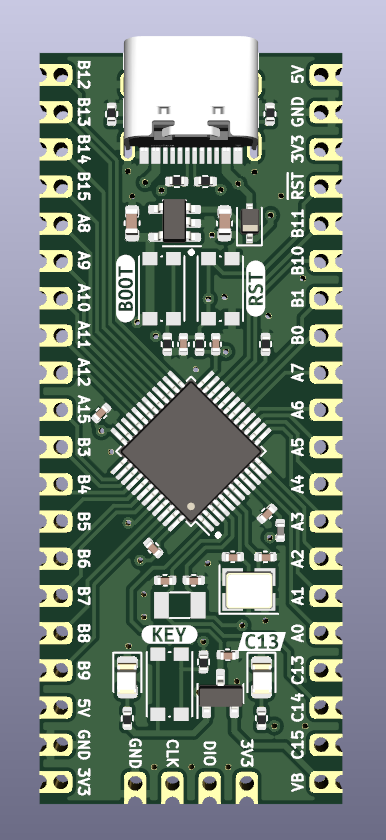 B12
B13
B14
B15
A8
A9
A10
A11
A12
A15
B3
B4
B5
B6
B7
B8
B9
5V
GND
3V3
5V
GND
3V3
RST
B11
B10
B1
B0
A7
A6
A5
A4
A3
A2
A1
A0
C13
C14
C15
VB
BOOT
RST
KEY
C13
GND
CLK
DIO
3V3